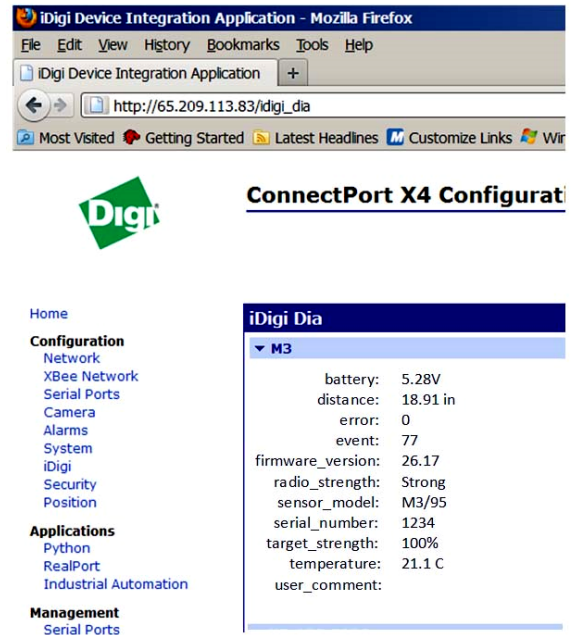 iDigi Device Integration Application - Mozilla Firefox
File Edit View History Bookmarks Tools Help
iDigi Device Integration Application +
http://65.209.113.83/idigi_dia
Most Visited Getting Started Latest Headlines Customize Links Wir
Digi
ConnectPort X4 Configurati
Home
Configuration
Network
XBee Network
Serial Ports
Camera
Alarms
System
iDigi
Security
Position
Applications
Python
RealPort
Industrial Automation
Management
Serial Ports
iDigi Dia
M3
battery: 5.28V
distance: 18.91 in
error: 0
event: 77
firmware_version: 26.17
radio_strength: Strong
sensor_model: M3/95
serial_number: 1234
target_strength: 100%
temperature: 21.1 C
user_comment: